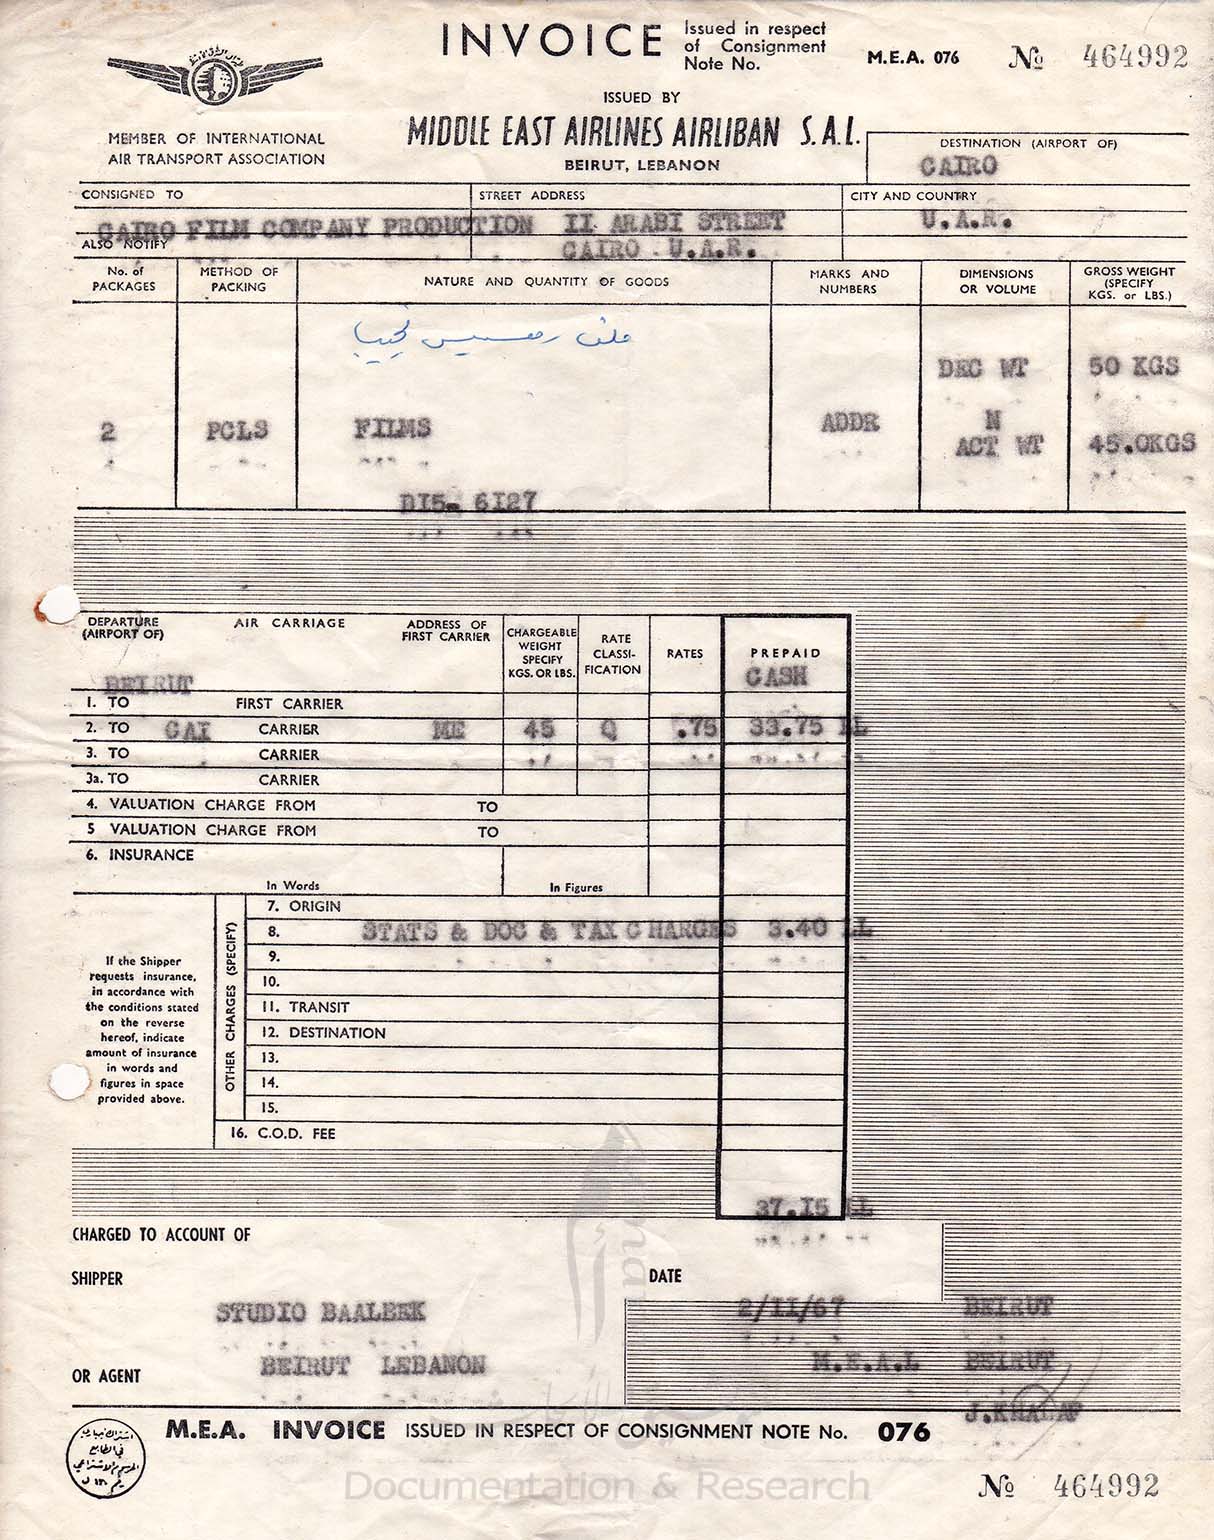 INVOICE
Issued in respect
of Consignment
Note No.
M.E.A. 076
№ 464992
ISSUED BY
MIDDLE EAST AIRLINES AIRLIBAN S.A.L.
BEIRUT, LEBANON
MEMBER OF INTERNATIONAL
AIR TRANSPORT ASSOCIATION
DESTINATION (AIRPORT OF)
CAIRO
CONSIGNED TO
STREET ADDRESS
CITY AND COUNTRY
CAIRO FILM COMPANY PRODUCTION II ARABI STREET
U.A.R.
ALSO NOTIFY
CAIRO . U.A.R.
No. of
PACKAGES
METHOD OF
PACKING
NATURE AND QUANTITY OF GOODS
MARKS AND
NUMBERS
DIMENSIONS
OR VOLUME
GROSS WEIGHT
(SPECIFY
KGS. or LBS.)
ملف رمسيس نجيب
DEC WT 50 KGS
2 PCLS FILMS ADDR N
ACT WT 45.0KGS
DI5- 6I27
DEPARTURE
(AIRPORT OF)
AIR CARRIAGE
ADDRESS OF
FIRST CARRIER
CHARGEABLE
WEIGHT
SPECIFY
KGS. OR LBS.
RATE
CLASSI-
FICATION
RATES
PREPAID
CASH
BEIRUT
1. TO FIRST CARRIER
2. TO CAI CARRIER ME 45 Q .75 33.75 LL
3. TO CARRIER
3a. TO CARRIER
4. VALUATION CHARGE FROM TO
5 VALUATION CHARGE FROM TO
6. INSURANCE
In Words In Figures
OTHER CHARGES (SPECIFY)
7. ORIGIN
8. STATS & DOC & TAX C HARGES 3.40 LL
9.
10.
11. TRANSIT
12. DESTINATION
13.
14.
15.
16. C.O.D. FEE
If the Shipper
requests insurance,
in accordance with
the conditions stated
on the reverse
hereof, indicate
amount of insurance
in words and
figures in space
provided above.
37.I5 LL
CHARGED TO ACCOUNT OF
SHIPPER
DATE
STUDIO BAALBEK
2/II/67 BEIRUT
BEIRUT LEBANON
M.E.A.L BEIRUT
OR AGENT
J.KHALAF
M.E.A. INVOICE ISSUED IN RESPECT OF CONSIGNMENT NOTE No. 076
Documentation & Research
№ 464992